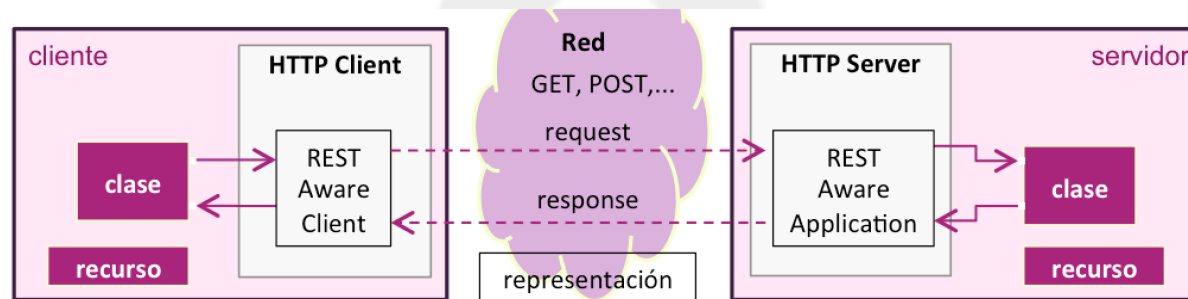 cliente
HTTP Client
clase
REST
Aware
Client
recurso
Red
GET, POST,...
request
response
representación
servidor
HTTP Server
REST
Aware
Application
clase
recurso